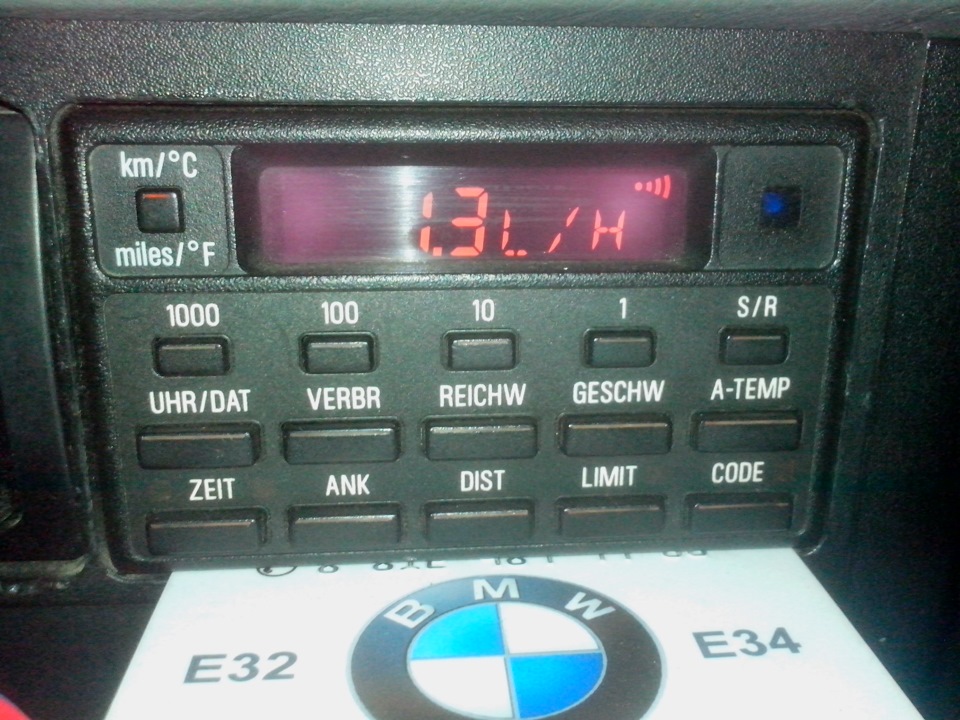 km/°C
1.3 L/H
miles/°F
1000 100 10 1 S/R
UHR/DAT VERBR REICHW GESCHW A-TEMP
ZEIT ANK DIST LIMIT CODE
BMW
E32 E34